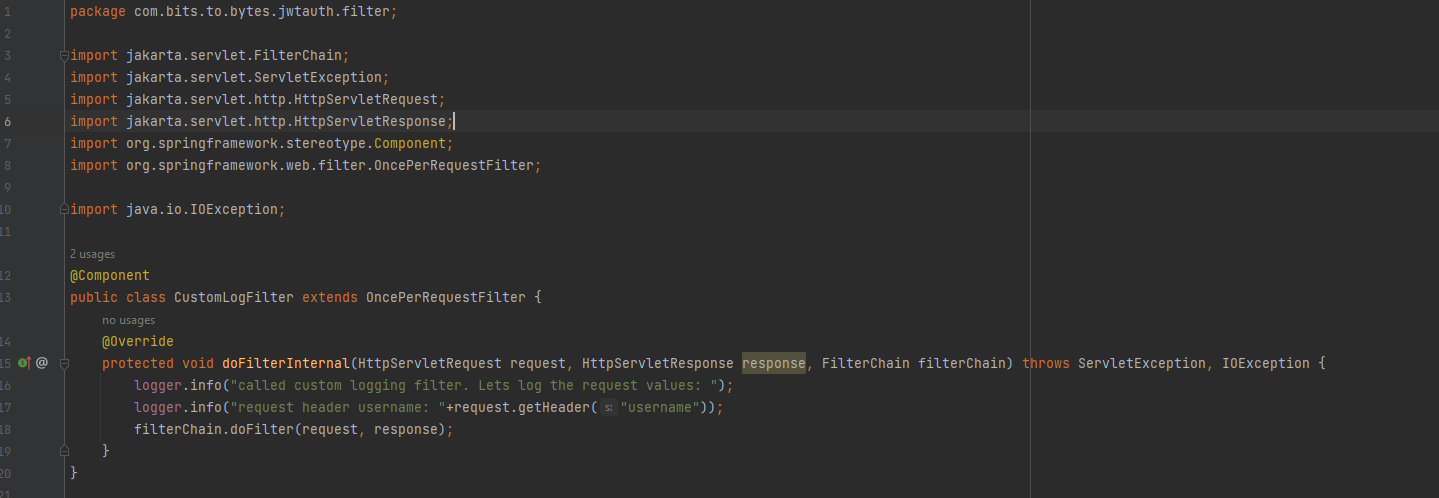 1 package com.bits.to.bytes.jwtauth.filter;
2
3 import jakarta.servlet.FilterChain;
4 import jakarta.servlet.ServletException;
5 import jakarta.servlet.http.HttpServletRequest;
6 import jakarta.servlet.http.HttpServletResponse;
7 import org.springframework.stereotype.Component;
8 import org.springframework.web.filter.OncePerRequestFilter;
9
10 import java.io.IOException;
11
2 usages
12 @Component
13 public class CustomLogFilter extends OncePerRequestFilter {
no usages
14 @Override
15 @ protected void doFilterInternal(HttpServletRequest request, HttpServletResponse response, FilterChain filterChain) throws ServletException, IOException {
16 logger.info("called custom logging filter. Lets log the request values: ");
17 logger.info("request header username: "+request.getHeader( s: "username"));
18 filterChain.doFilter(request, response);
19 }
20 }
21